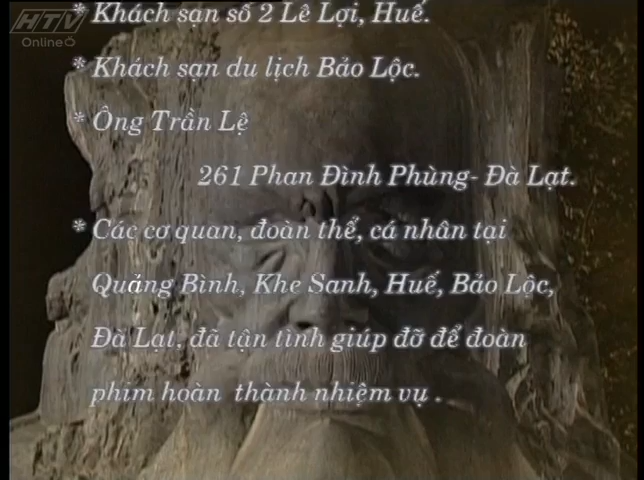 HTV
Online
* Khách sạn số 2 Lê Lợi, Huế.
* Khách sạn du lịch Bảo Lộc.
* Ông Trần Lệ
261 Phan Đình Phùng- Đà Lạt.
* Các cơ quan, đoàn thể, cá nhân tại
Quảng Bình, Khe Sanh, Huế, Bảo Lộc,
Đà Lạt, đã tận tình giúp đỡ để đoàn
phim hoàn thành nhiệm vụ .